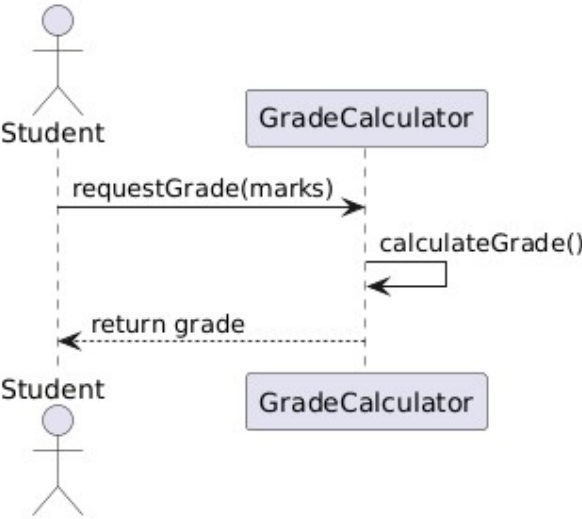 Student
GradeCalculator
requestGrade(marks)
calculateGrade()
return grade
Student
GradeCalculator